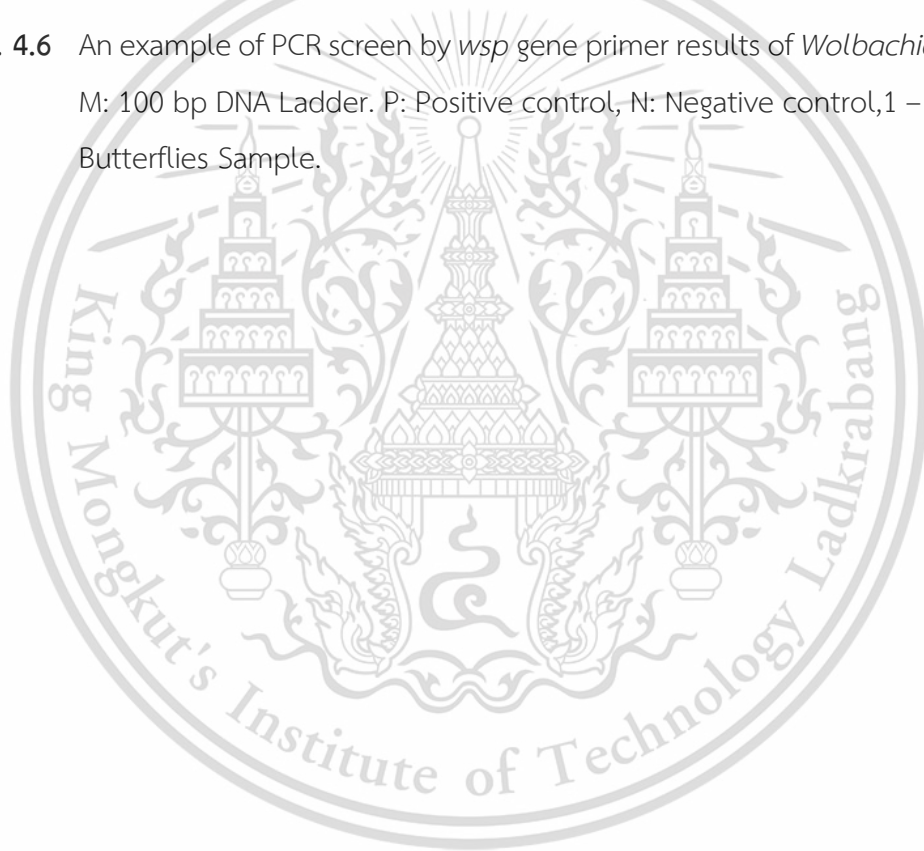 . 4.6 An example of PCR screen by wsp gene primer results of Wolbachia
M: 100 bp DNA Ladder. P: Positive control, N: Negative control,1 –
Butterflies Sample.
King Mongkut's Institute of Technology Ladkrabang